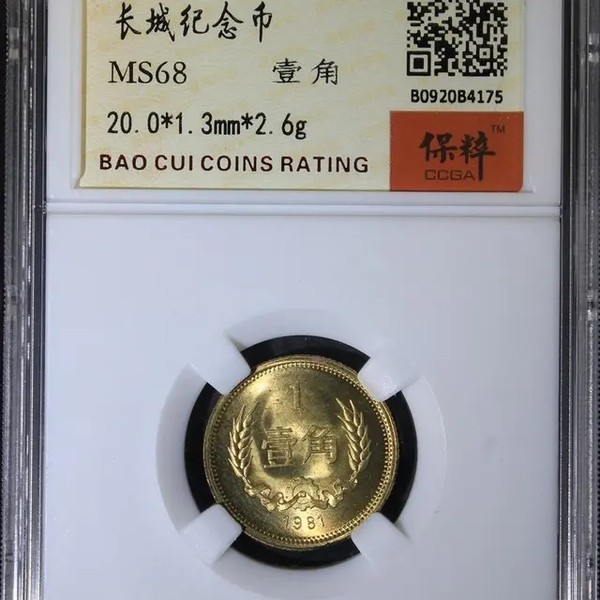 长城纪念币
MS68 壹角
B0920B4175
20.0*1.3mm*2.6g
BAO CUI COINS RATING
保粹 TM
CCGA
1
壹角
1981